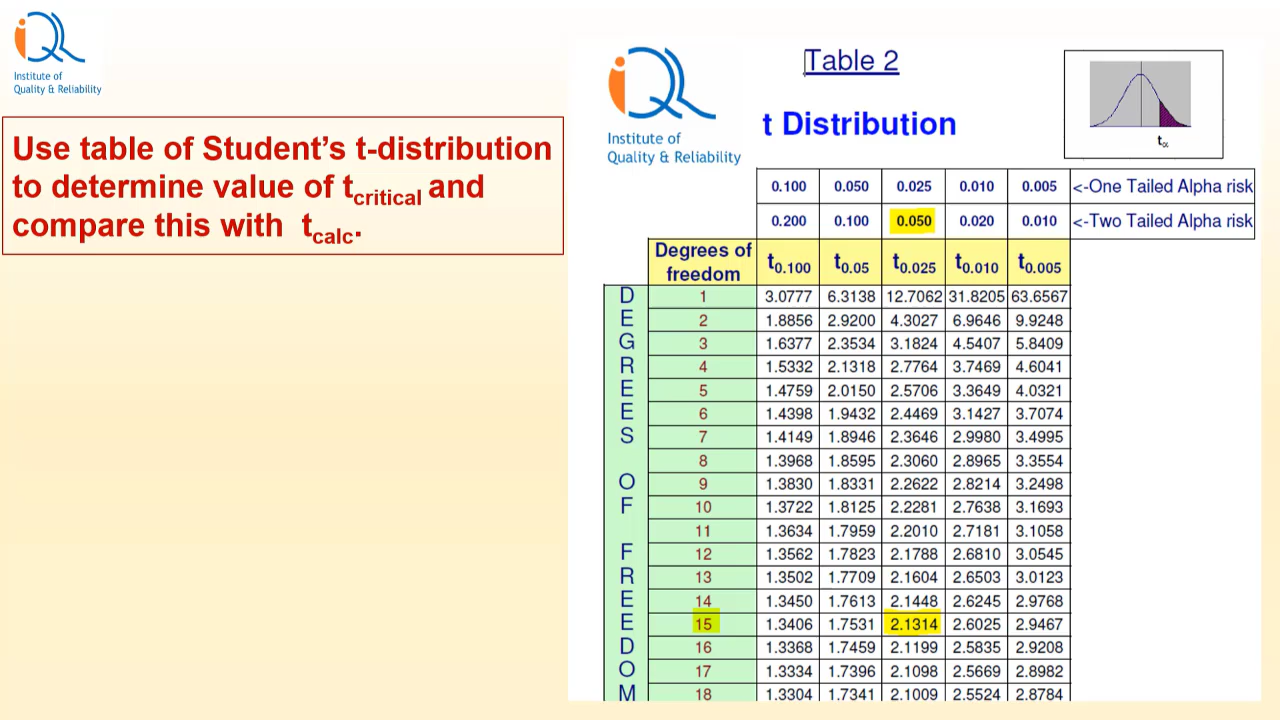 Institute of
Quality & Reliability
Use table of Student's t-distribution
to determine value of tcritical and
compare this with tcalc.
Institute of
Quality & Reliability
Table 2
t Distribution
tα
0.100 0.050 0.025 0.010 0.005 <-One Tailed Alpha risk
0.200 0.100 0.050 0.020 0.010 <-Two Tailed Alpha risk
Degrees of
freedom
t0.100 t0.05 t0.025 t0.010 t0.005
D 1 3.0777 6.3138 12.7062 31.8205 63.6567
E 2 1.8856 2.9200 4.3027 6.9646 9.9248
G 3 1.6377 2.3534 3.1824 4.5407 5.8409
R 4 1.5332 2.1318 2.7764 3.7469 4.6041
E 5 1.4759 2.0150 2.5706 3.3649 4.0321
E 6 1.4398 1.9432 2.4469 3.1427 3.7074
S 7 1.4149 1.8946 2.3646 2.9980 3.4995
8 1.3968 1.8595 2.3060 2.8965 3.3554
O 9 1.3830 1.8331 2.2622 2.8214 3.2498
F 10 1.3722 1.8125 2.2281 2.7638 3.1693
11 1.3634 1.7959 2.2010 2.7181 3.1058
F 12 1.3562 1.7823 2.1788 2.6810 3.0545
R 13 1.3502 1.7709 2.1604 2.6503 3.0123
E 14 1.3450 1.7613 2.1448 2.6245 2.9768
E 15 1.3406 1.7531 2.1314 2.6025 2.9467
D 16 1.3368 1.7459 2.1199 2.5835 2.9208
O 17 1.3334 1.7396 2.1098 2.5669 2.8982
M 18 1.3304 1.7341 2.1009 2.5524 2.8784